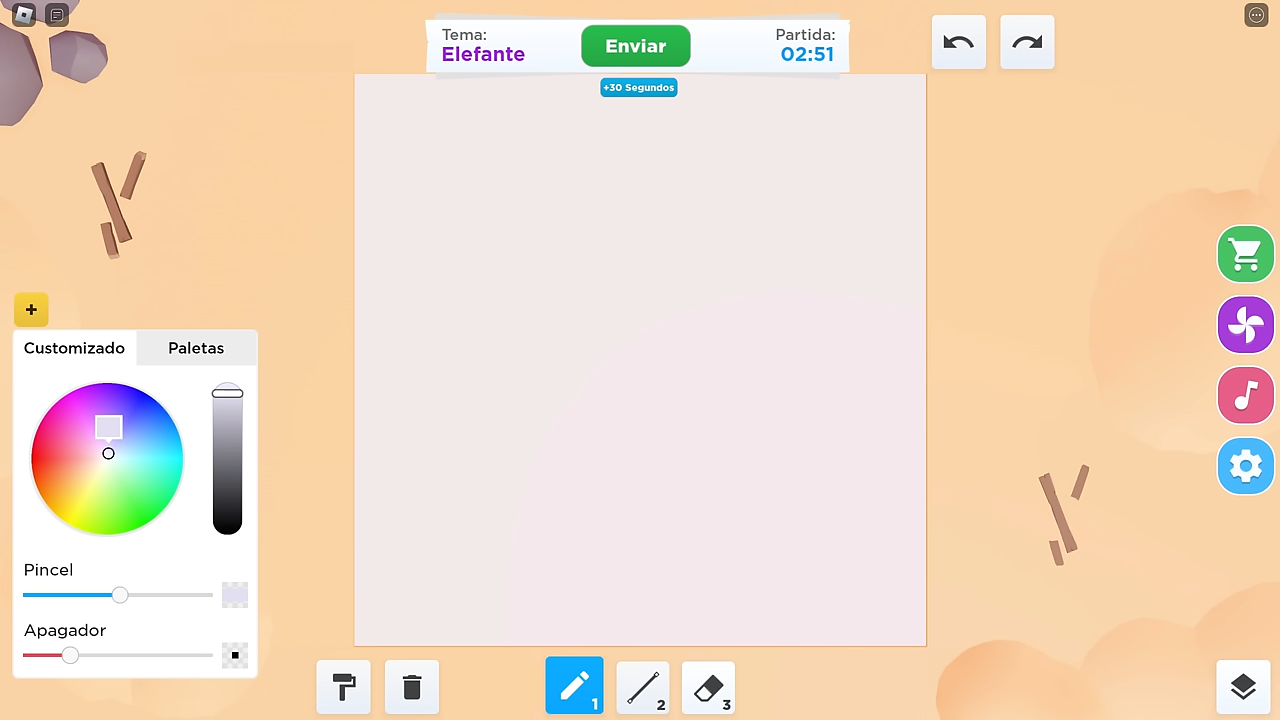 Tema:
Elefante
Enviar
Partida:
02:51
+30 Segundos
+
Customizado
Paletas
Pincel
Apagador
1
2
3